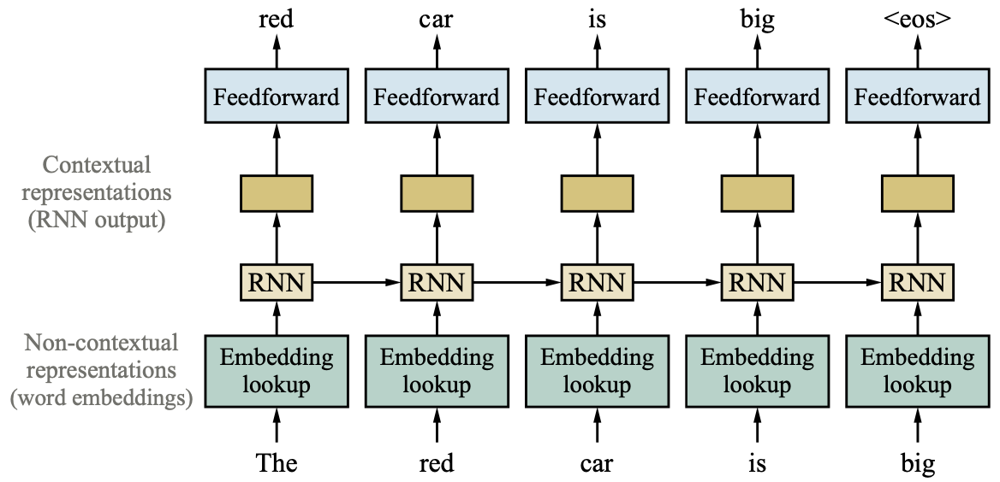 red car is big <eos>
Feedforward Feedforward Feedforward Feedforward Feedforward
Contextual
representations
(RNN output)
RNN RNN RNN RNN RNN
Non-contextual
representations
(word embeddings)
Embedding
lookup
Embedding
lookup
Embedding
lookup
Embedding
lookup
Embedding
lookup
The red car is big